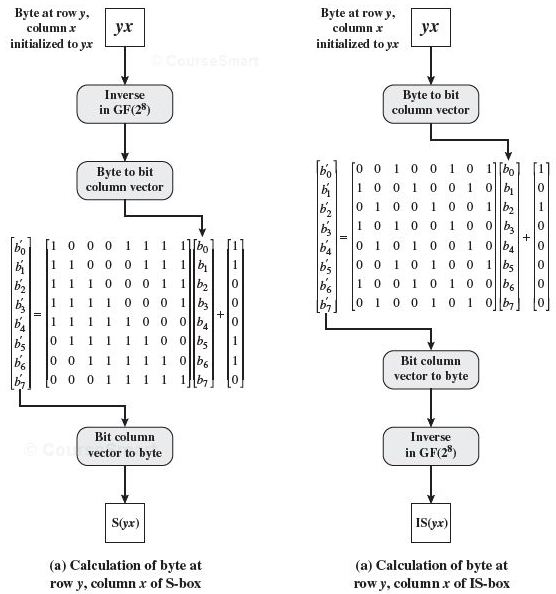 Byte at row y,
column x
initialized to yx
yx
© CourseSmart
Inverse
in GF(2⁸)
Byte to bit
column vector
b′₀ 1 0 0 0 1 1 1 1 b₀ 1
b′₁ 1 1 0 0 0 1 1 1 b₁ 1
b′₂ 1 1 1 0 0 0 1 1 b₂ 0
b′₃ = 1 1 1 1 0 0 0 1 b₃ + 0
b′₄ 1 1 1 1 1 0 0 0 b₄ 0
b′₅ 0 1 1 1 1 1 0 0 b₅ 1
b′₆ 0 0 1 1 1 1 1 0 b₆ 1
b′₇ 0 0 0 1 1 1 1 1 b₇ 0
Bit column
vector to byte
S(yx)
(a) Calculation of byte at
row y, column x of S-box
Byte at row y,
column x
initialized to yx
yx
Byte to bit
column vector
b′₀ 0 0 1 0 0 1 0 1 b₀ 1
b′₁ 1 0 0 1 0 0 1 0 b₁ 0
b′₂ 0 1 0 0 1 0 0 1 b₂ 1
b′₃ = 1 0 1 0 0 1 0 0 b₃ + 0
b′₄ 0 1 0 1 0 0 1 0 b₄ 0
b′₅ 0 0 1 0 1 0 0 1 b₅ 0
b′₆ 1 0 0 1 0 1 0 0 b₆ 0
b′₇ 0 1 0 0 1 0 1 0 b₇ 0
Bit column
vector to byte
Inverse
in GF(2⁸)
IS(yx)
(a) Calculation of byte at
row y, column x of IS-box